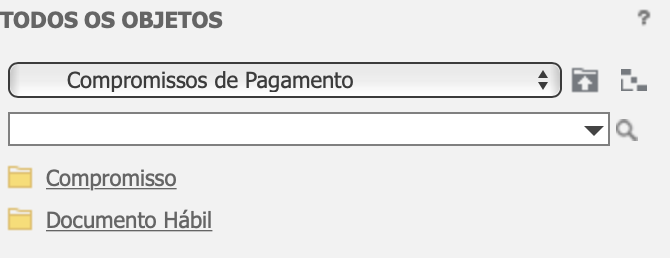 TODOS OS OBJETOS
?
Compromissos de Pagamento
Compromisso
Documento Hábil